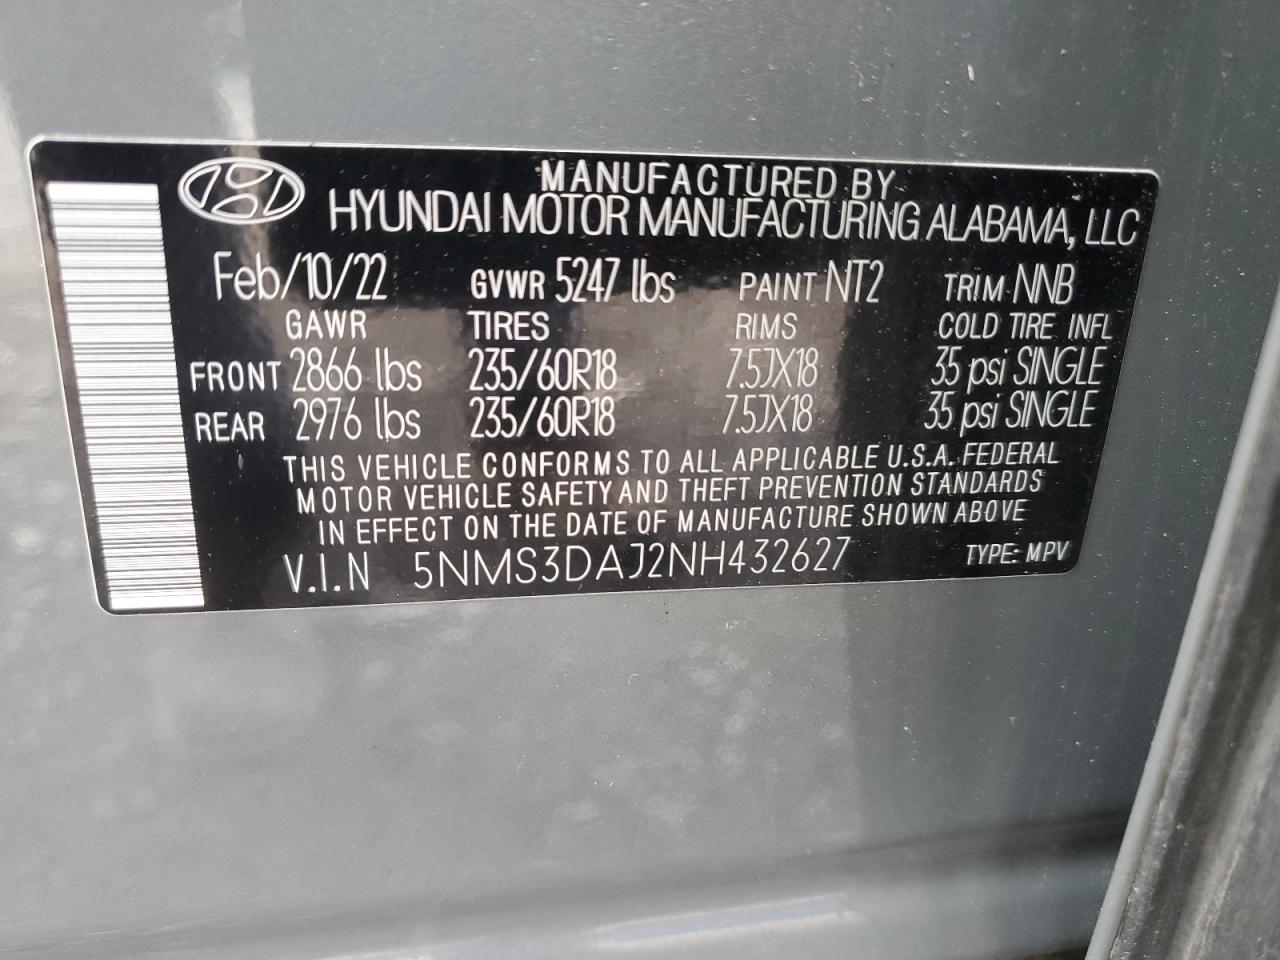 MANUFACTURED BY
HYUNDAI MOTOR MANUFACTURING ALABAMA, LLC
Feb/10/22 GVWR 5247 lbs PAINT NT2 TRIM NNB
GAWR TIRES RIMS COLD TIRE INFL
FRONT 2866 lbs 235/60R18 7.5JX18 35 psi SINGLE
REAR 2976 lbs 235/60R18 7.5JX18 35 psi SINGLE
THIS VEHICLE CONFORMS TO ALL APPLICABLE U.S.A. FEDERAL
MOTOR VEHICLE SAFETY AND THEFT PREVENTION STANDARDS
IN EFFECT ON THE DATE OF MANUFACTURE SHOWN ABOVE
V.I.N 5NMS3DAJ2NH432627 TYPE: MPV